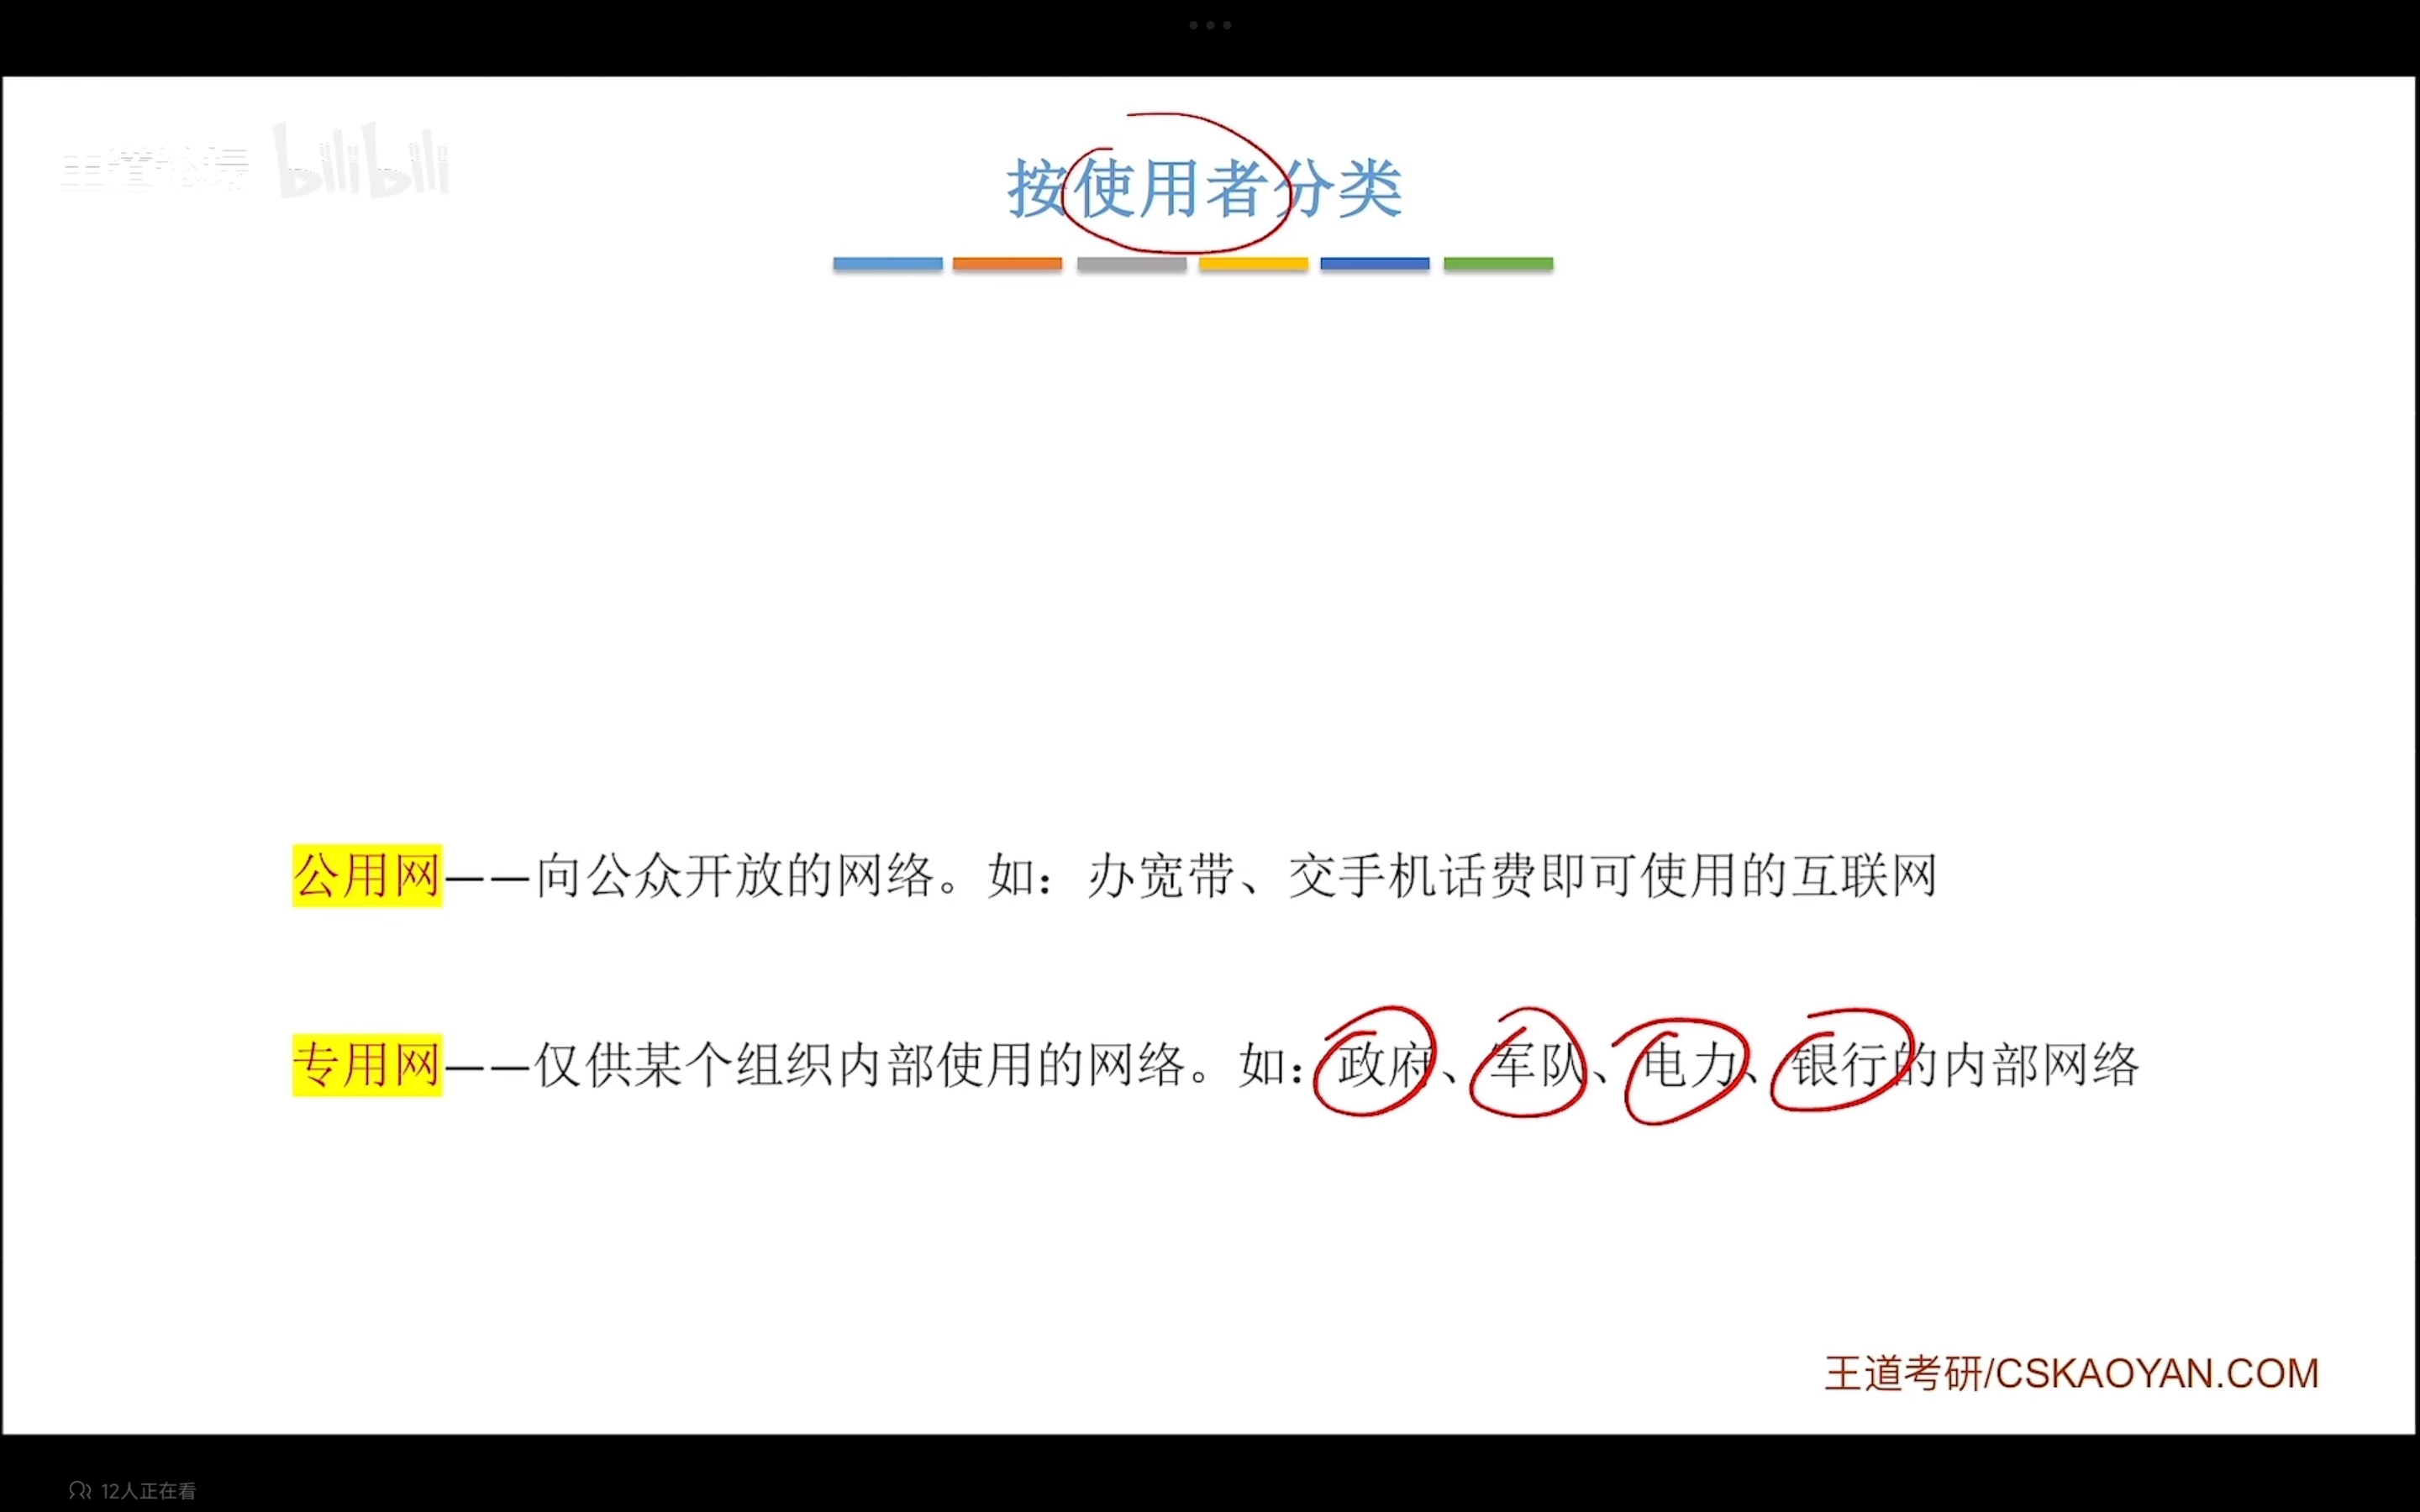 王道论坛 bilibili
按使用者分类
公用网——向公众开放的网络。如：办宽带、交手机话费即可使用的互联网
专用网——仅供某个组织内部使用的网络。如：政府、军队、电力、银行的内部网络
王道考研/CSKAOYAN.COM
12人正在看